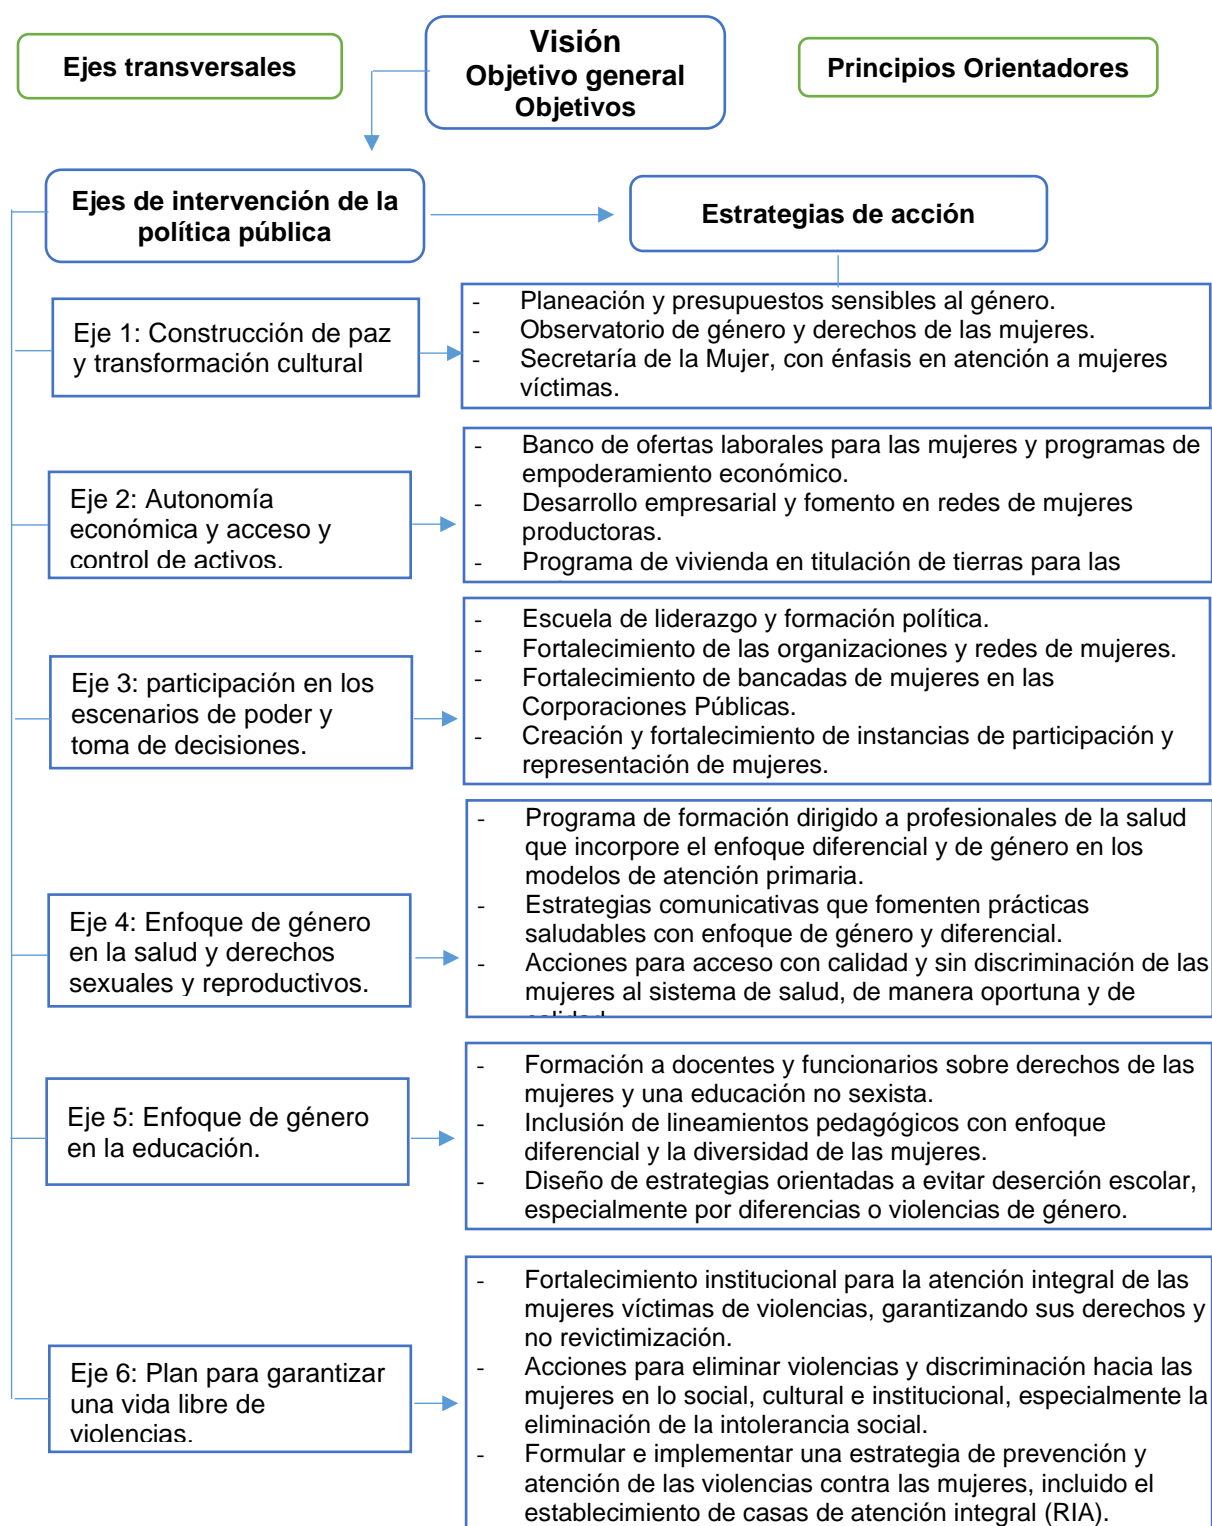 Ejes transversales
Visión
Objetivo general
Objetivos
Principios Orientadores
Ejes de intervención de la
política pública
Estrategias de acción
Eje 1: Construcción de paz
y transformación cultural
- Planeación y presupuestos sensibles al género.
- Observatorio de género y derechos de las mujeres.
- Secretaría de la Mujer, con énfasis en atención a mujeres
víctimas.
Eje 2: Autonomía
económica y acceso y
control de activos.
- Banco de ofertas laborales para las mujeres y programas de
empoderamiento económico.
- Desarrollo empresarial y fomento en redes de mujeres
productoras.
- Programa de vivienda en titulación de tierras para las
Eje 3: participación en los
escenarios de poder y
toma de decisiones.
- Escuela de liderazgo y formación política.
- Fortalecimiento de las organizaciones y redes de mujeres.
- Fortalecimiento de bancadas de mujeres en las
Corporaciones Públicas.
- Creación y fortalecimiento de instancias de participación y
representación de mujeres.
Eje 4: Enfoque de género
en la salud y derechos
sexuales y reproductivos.
- Programa de formación dirigido a profesionales de la salud
que incorpore el enfoque diferencial y de género en los
modelos de atención primaria.
- Estrategias comunicativas que fomenten prácticas
saludables con enfoque de género y diferencial.
- Acciones para acceso con calidad y sin discriminación de las
mujeres al sistema de salud, de manera oportuna y de
Eje 5: Enfoque de género
en la educación.
- Formación a docentes y funcionarios sobre derechos de las
mujeres y una educación no sexista.
- Inclusión de lineamientos pedagógicos con enfoque
diferencial y la diversidad de las mujeres.
- Diseño de estrategias orientadas a evitar deserción escolar,
especialmente por diferencias o violencias de género.
Eje 6: Plan para garantizar
una vida libre de
violencias.
- Fortalecimiento institucional para la atención integral de las
mujeres víctimas de violencias, garantizando sus derechos y
no revictimización.
- Acciones para eliminar violencias y discriminación hacia las
mujeres en lo social, cultural e institucional, especialmente la
eliminación de la intolerancia social.
- Formular e implementar una estrategia de prevención y
atención de las violencias contra las mujeres, incluido el
establecimiento de casas de atención integral (RIA).